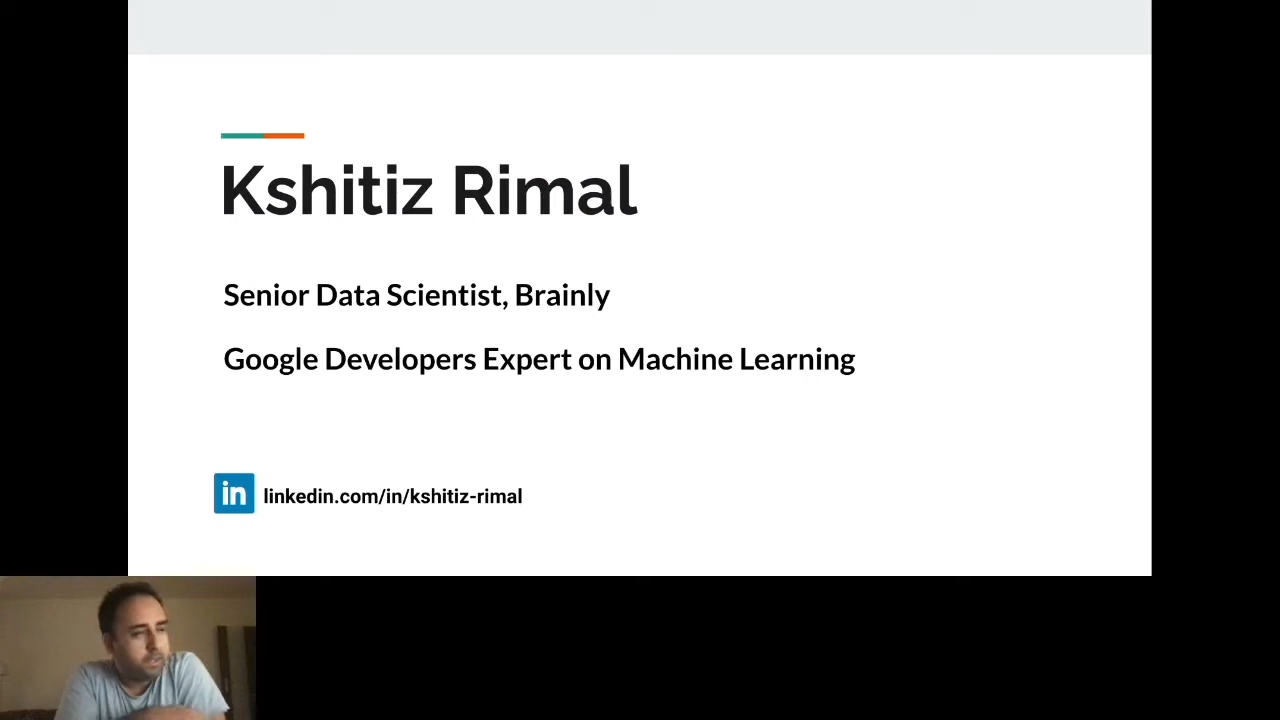 Kshitiz Rimal
Senior Data Scientist, Brainly
Google Developers Expert on Machine Learning
in linkedin.com/in/kshitiz-rimal